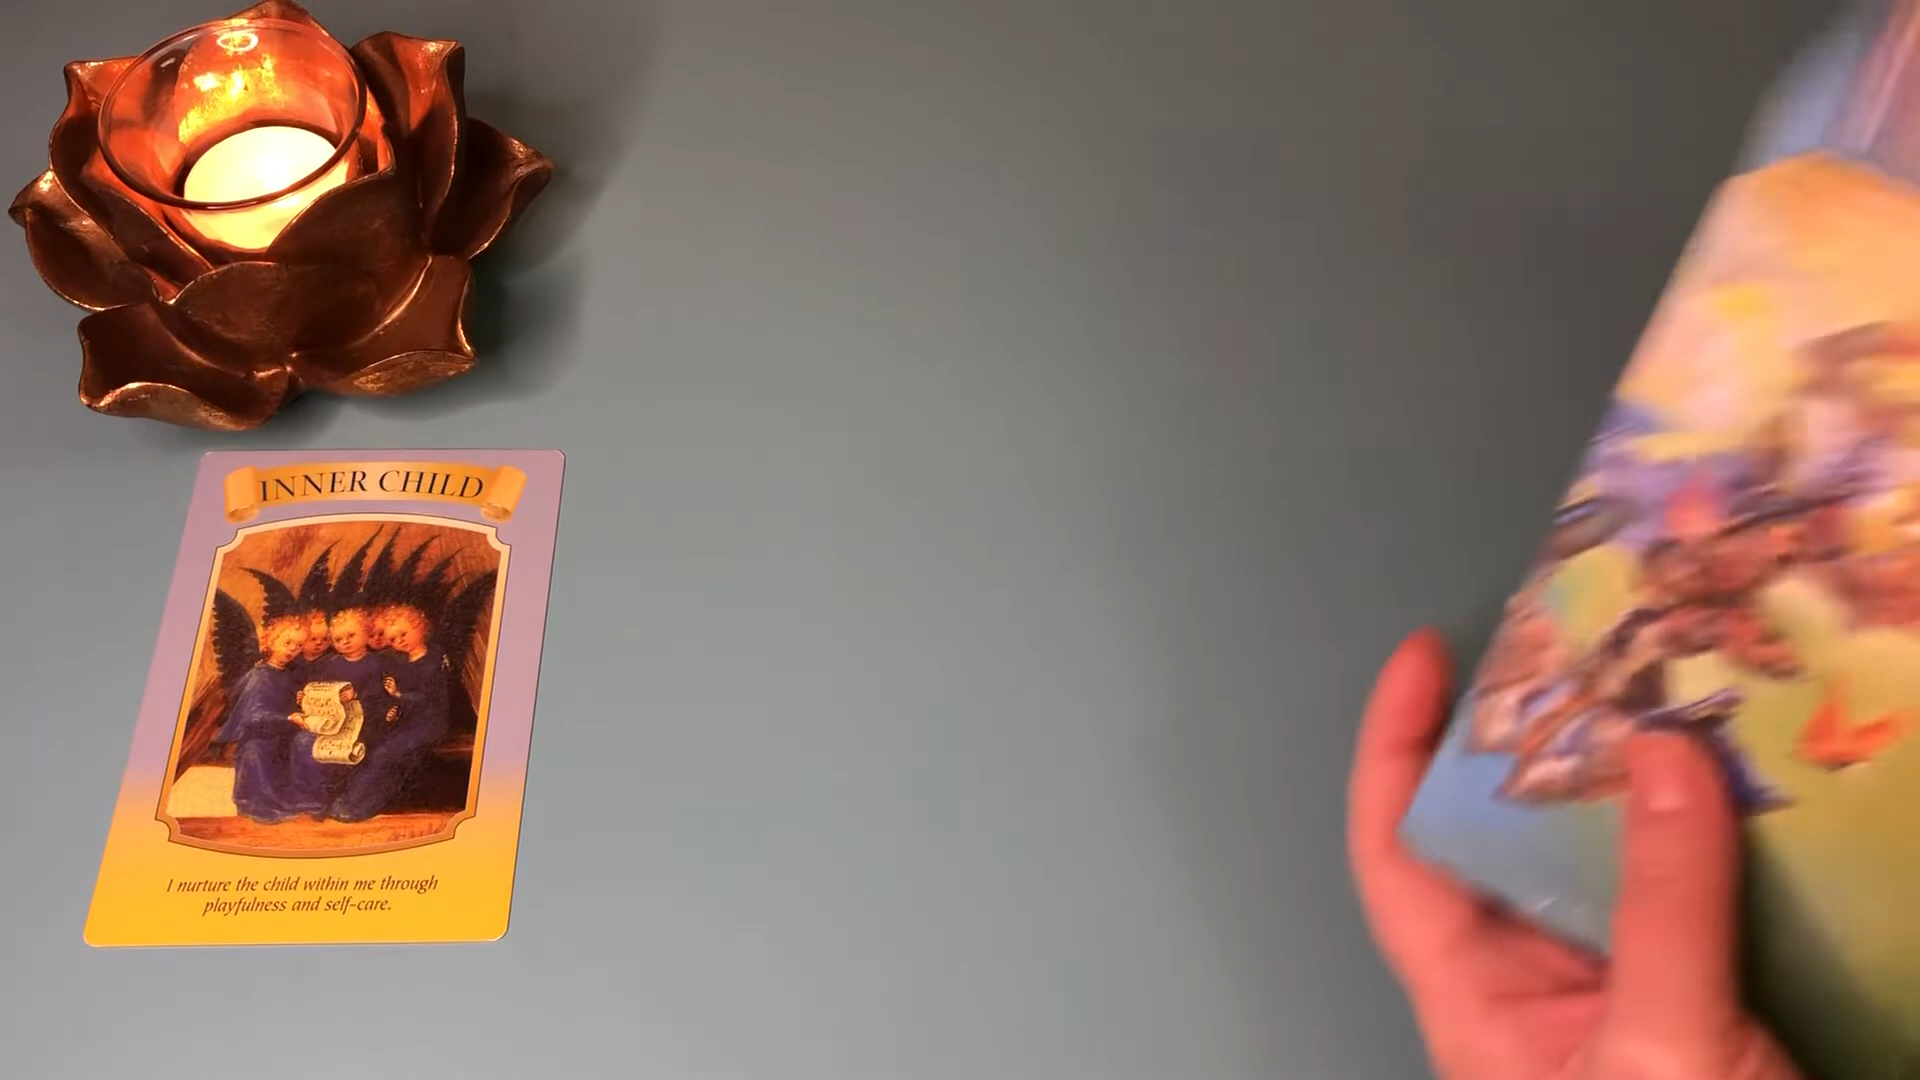 INNER CHILD
I nurture the child within me through
playfulness and self-care.